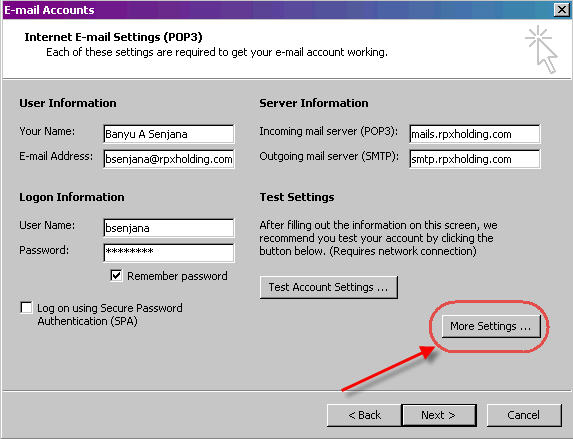 E-mail Accounts
Internet E-mail Settings (POP3)
Each of these settings are required to get your e-mail account working.
User Information
Your Name: Banyu A Senjana
E-mail Address: bsenjana@rpxholding.com
Server Information
Incoming mail server (POP3): mails.rpxholding.com
Outgoing mail server (SMTP): smtp.rpxholding.com
Logon Information
User Name: bsenjana
Password: ********
Remember password
Log on using Secure Password
Authentication (SPA)
Test Settings
After filling out the information on this screen, we
recommend you test your account by clicking the
button below. (Requires network connection)
Test Account Settings ...
More Settings ...
< Back
Next >
Cancel